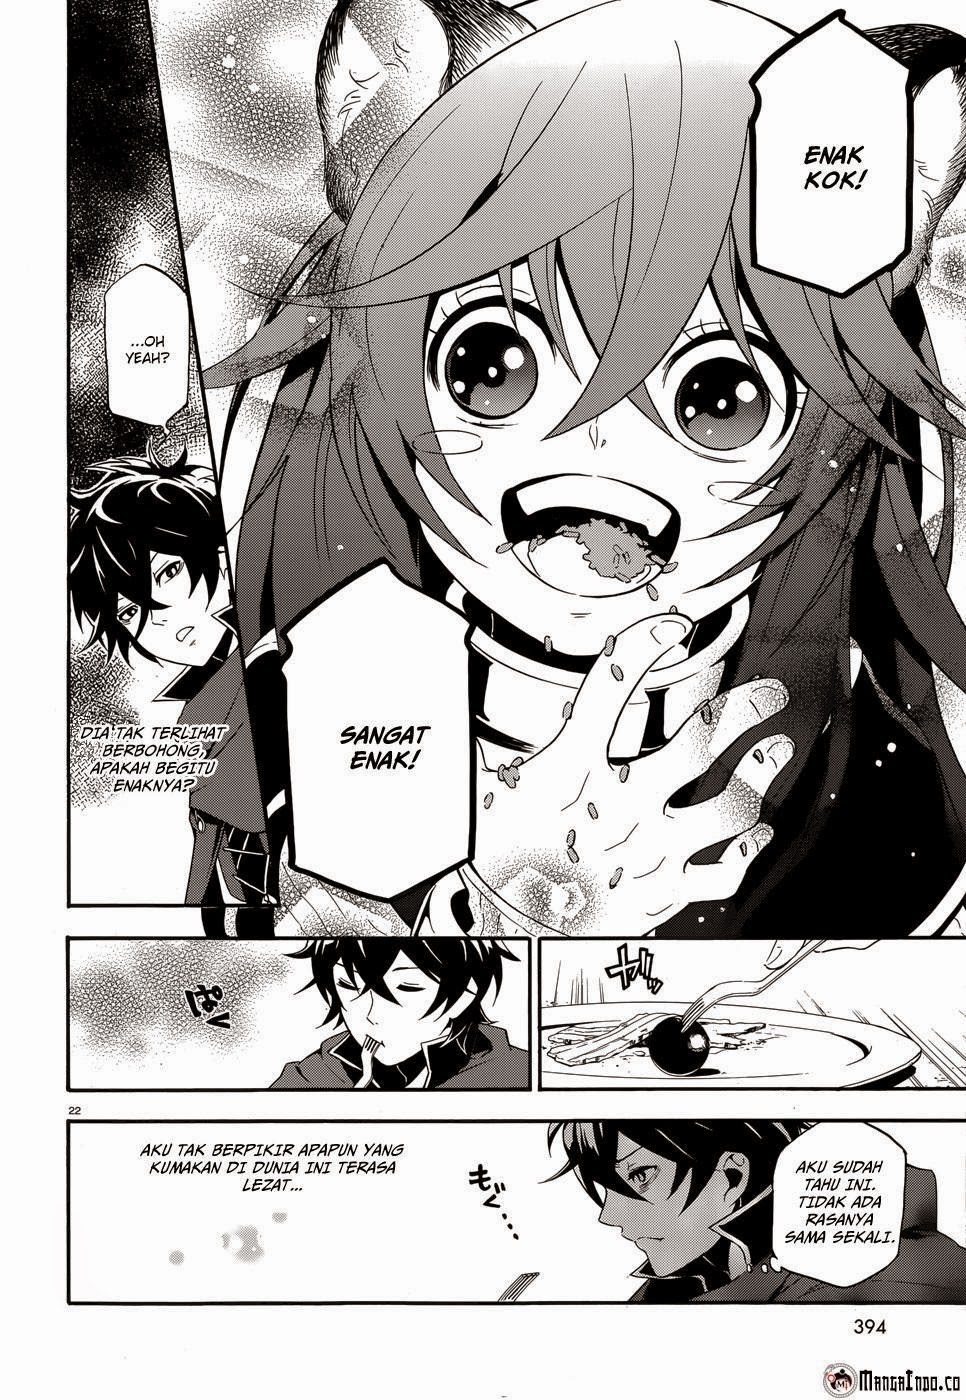 ENAK
KOK!
SANGAT
ENAK!
...OH
YEAH?
DIA TAK TERLIHAT
BERBOHONG,
APAKAH BEGITU
ENAKNYA?
ぱく
22
AKU SUDAH
TAHU INI.
TIDAK ADA
RASANYA
SAMA SEKALI.
もぐ...
AKU TAK BERPIKIR APAPUN YANG
KUMAKAN DI DUNIA INI TERASA
LEZAT...
394
MANGAINDO.CO